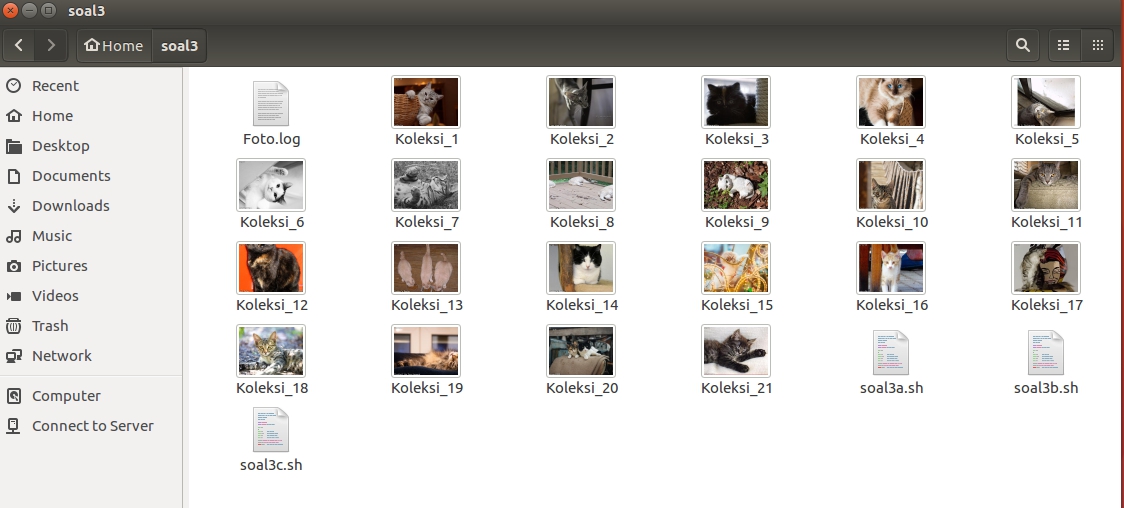 soal3
Home
soal3
Recent
Home
Desktop
Documents
Downloads
Music
Pictures
Videos
Trash
Network
Computer
Connect to Server
Foto.log
Koleksi_1
Koleksi_2
Koleksi_3
Koleksi_4
Koleksi_5
Koleksi_6
Koleksi_7
Koleksi_8
Koleksi_9
Koleksi_10
Koleksi_11
Koleksi_12
Koleksi_13
Koleksi_14
Koleksi_15
Koleksi_16
Koleksi_17
Koleksi_18
Koleksi_19
Koleksi_20
Koleksi_21
soal3a.sh
soal3b.sh
soal3c.sh